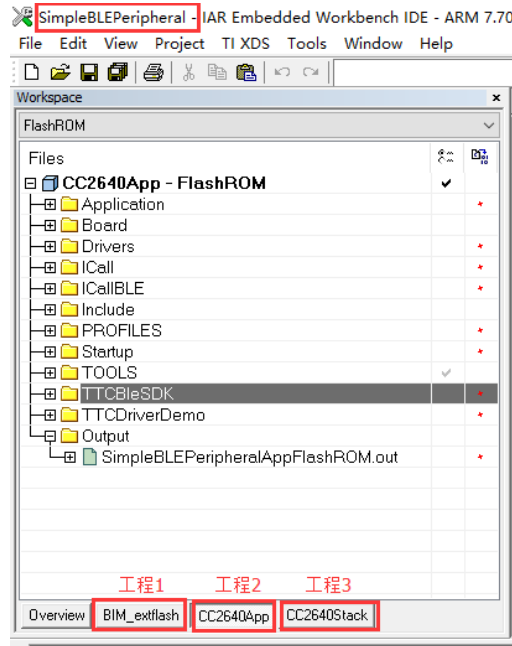 SimpleBLEPeripheral - IAR Embedded Workbench IDE - ARM 7.70
File Edit View Project TI XDS Tools Window Help
Workspace
FlashROM
Files
CC2640App - FlashROM
Application
Board
Drivers
ICall
ICallBLE
Include
PROFILES
Startup
TOOLS
TTCBleSDK
TTCDriverDemo
Output
SimpleBLEPeripheralAppFlashROM.out
工程1 工程2 工程3
Overview BIM_extflash CC2640App CC2640Stack